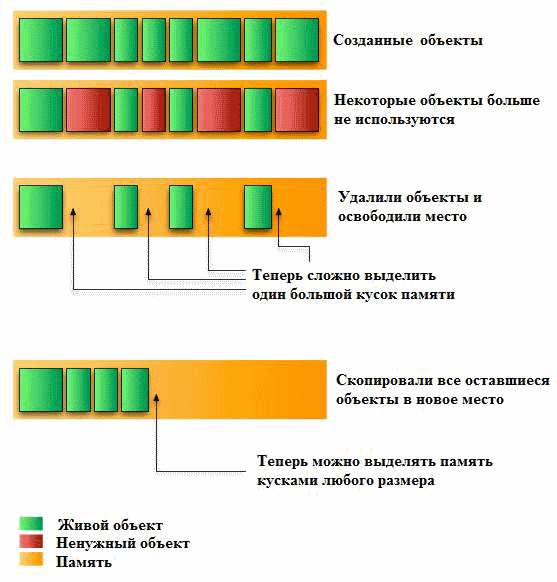 Созданные объекты
Некоторые объекты больше
не используются
Удалили объекты и
освободили место
Теперь сложно выделить
один большой кусок памяти
Скопировали все оставшиеся
объекты в новое место
Теперь можно выделять память
кусками любого размера
Живой объект
Ненужный объект
Память